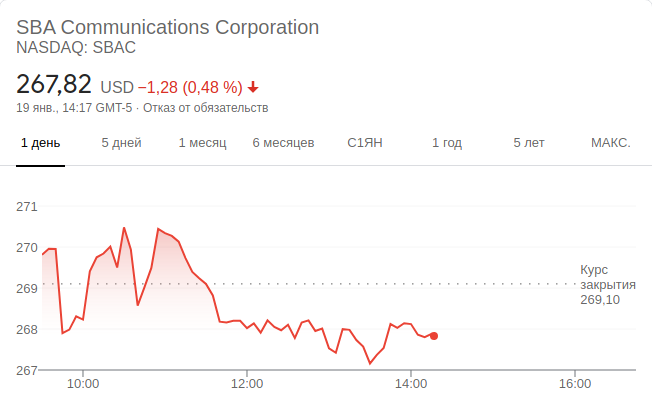 SBA Communications Corporation
NASDAQ: SBAC
267,82 USD −1,28 (0,48 %)
19 янв., 14:17 GMT-5 · Отказ от обязательств
1 день 5 дней 1 месяц 6 месяцев С1ЯН 1 год 5 лет МАКС.
271
270
Курс
269 закрытия
269,10
268
267
10:00 12:00 14:00 16:00